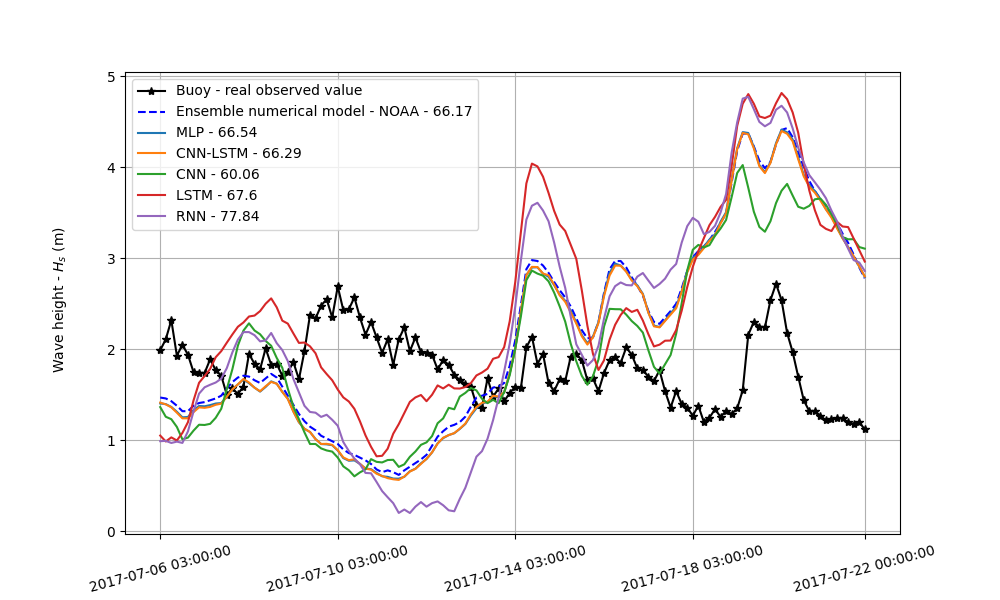 5
4
3
2
1
0
Wave height - Hs (m)
Buoy - real observed value
Ensemble numerical model - NOAA - 66.17
MLP - 66.54
CNN-LSTM - 66.29
CNN - 60.06
LSTM - 67.6
RNN - 77.84
2017-07-06 03:00:00
2017-07-10 03:00:00
2017-07-14 03:00:00
2017-07-18 03:00:00
2017-07-22 00:00:00